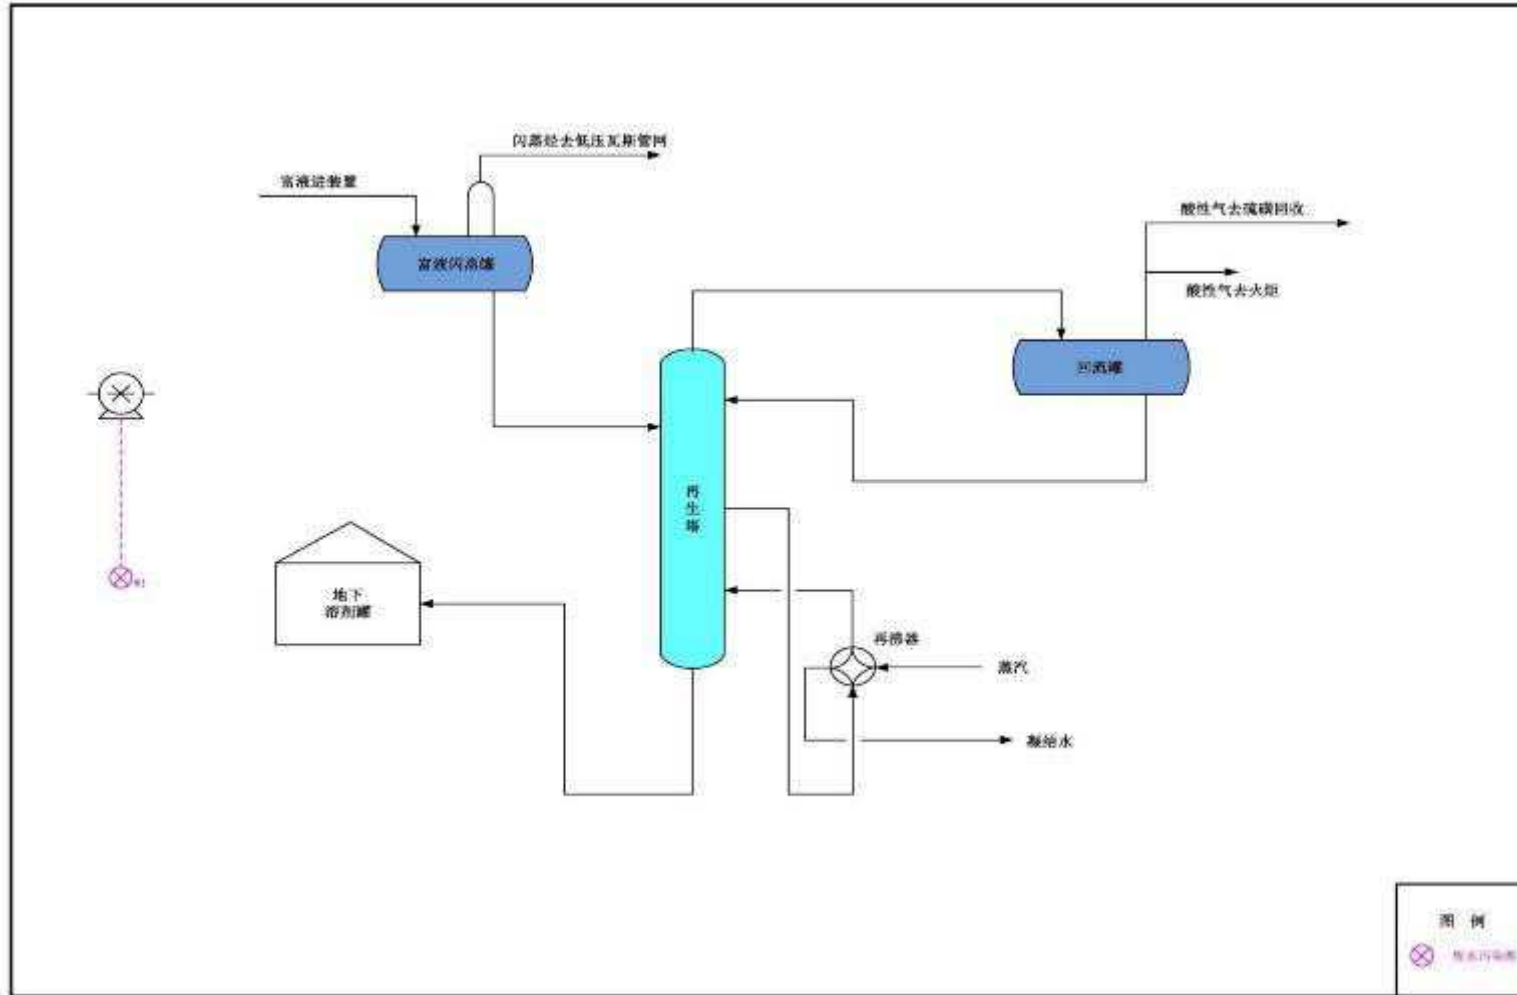 闪蒸烃去低压瓦斯管网
富液进装置
酸性气去硫磺回收
富液闪蒸罐
酸性气去火炬
回流罐
再
生
塔
地下
溶剂罐
再沸器
蒸汽
凝结水
图 例